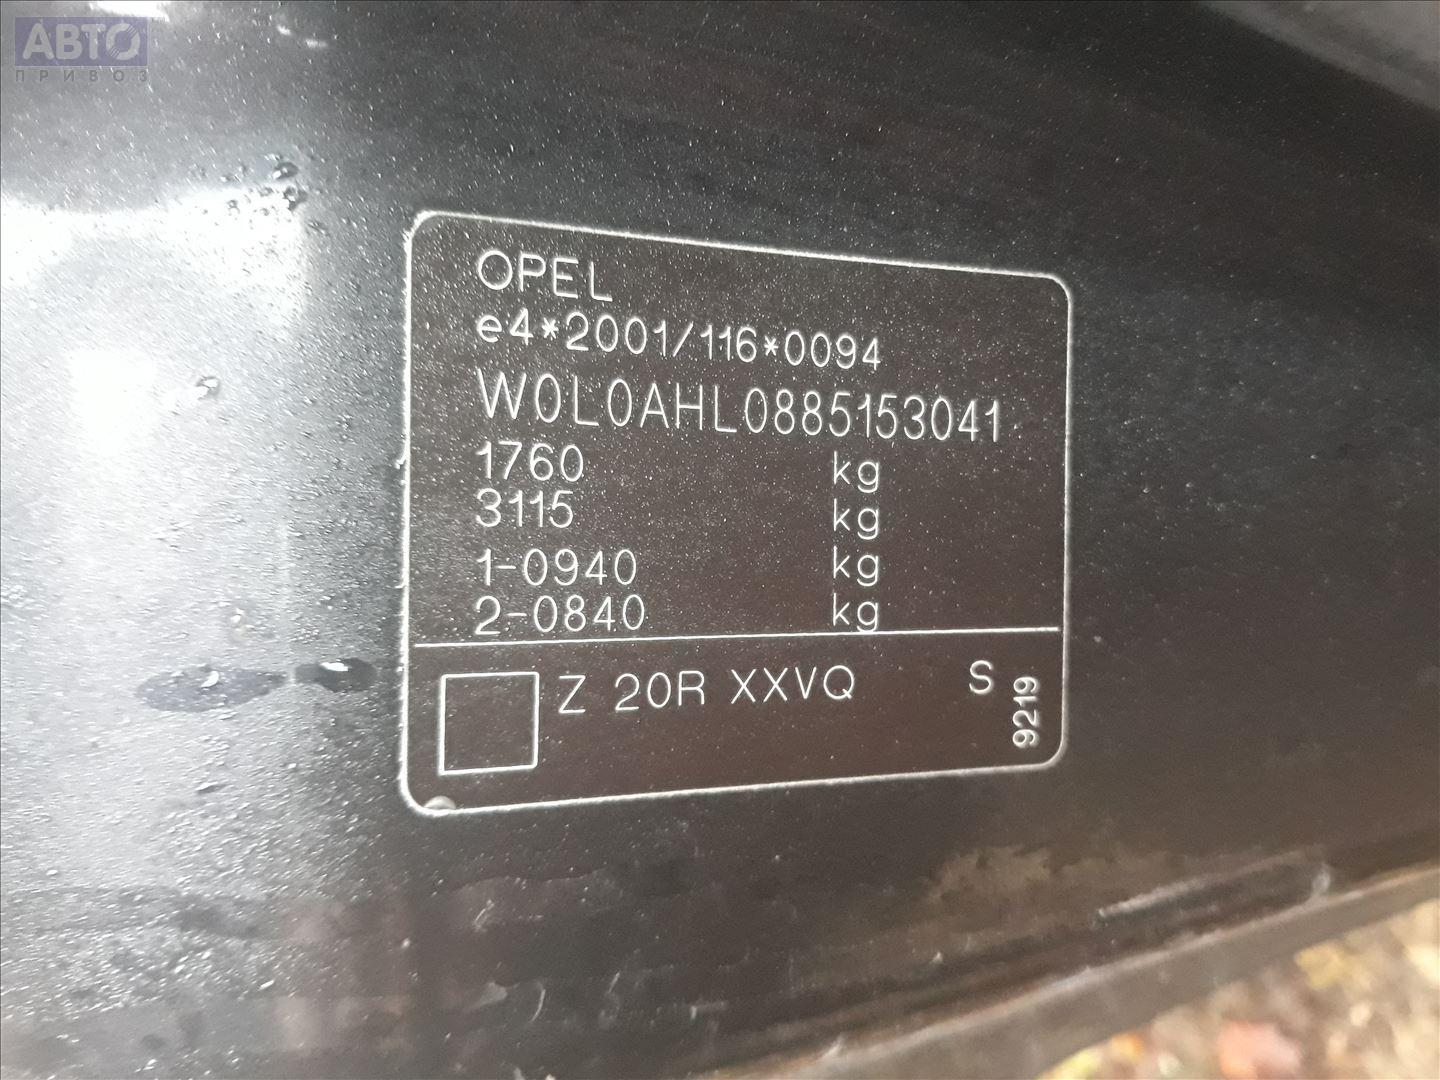 АВТО
ПРИВОЗ
OPEL
e4*2001/116*0094
W0L0AHL0885153041
1760 kg
3115 kg
1-0940 kg
2-0840 kg
Z 20R XXVQ S
9219